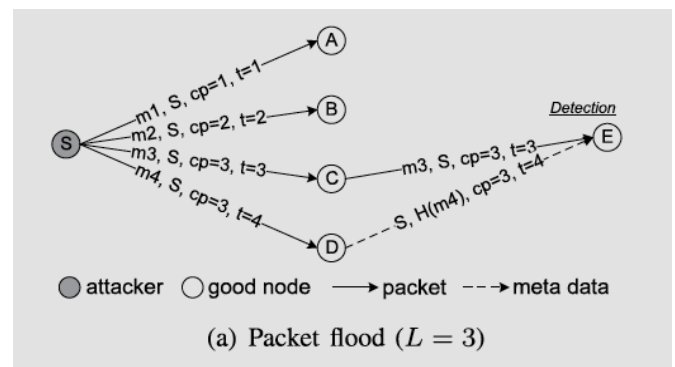 A
m1, S, cp=1, t=1
B
Detection
m2, S, cp=2, t=2
S
E
m3, S, cp=3, t=3
C
m3, S, cp=3, t=3
m4, S, cp=3, t=4
S, H(m4), cp=3, t=4
D
attacker
good node
packet
meta data
(a) Packet flood (L = 3)